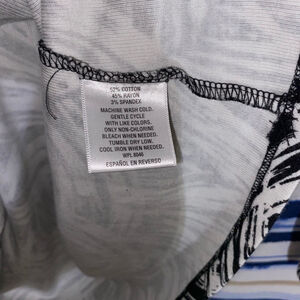 52% COTTON
45% RAYON
3% SPANDEX
MACHINE WASH COLD.
GENTLE CYCLE
WITH LIKE COLORS.
ONLY NON-CHLORINE
BLEACH WHEN NEEDED.
TUMBLE DRY LOW.
COOL IRON WHEN NEEDED.
WPL 8046
ESPAÑOL EN REVERSO